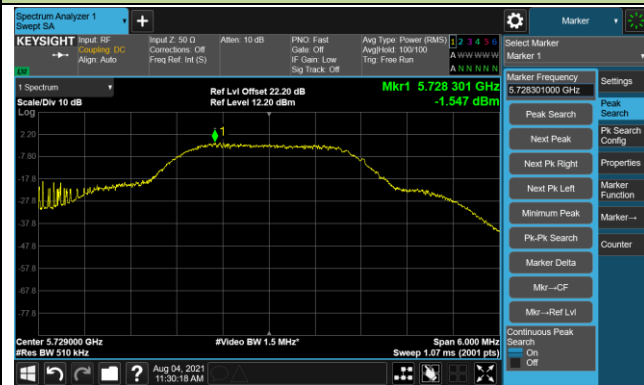 Spectrum Analyzer 1
Swept SA
Marker
KEYSIGHT
Input: RF
Coupling: DC
Align: Auto
Input Z: 50 Ω
Corrections: Off
Freq Ref: Int (S)
Atten: 10 dB
PNO: Fast
Gate: Off
IF Gain: Low
Sig Track: Off
Avg Type: Power (RMS)
Avg|Hold: 100/100
Trig: Free Run
1 2 3 4 5 6
A W W W W W
A N N N N N
Select Marker
Marker 1
1 Spectrum
Scale/Div 10 dB
Log
Ref Lvl Offset 22.20 dB
Ref Level 12.20 dBm
Mkr1 5.728 301 GHz
-1.547 dBm
1
2.20
-7.80
-17.8
-27.8
-37.8
-47.8
-57.8
-67.8
-77.8
Center 5.729000 GHz
#Res BW 510 kHz
#Video BW 1.5 MHz*
Span 6.000 MHz
Sweep 1.07 ms (2001 pts)
Marker Frequency
5.728301000 GHz
Peak Search
Next Peak
Next Pk Right
Next Pk Left
Minimum Peak
Pk-Pk Search
Marker Delta
Mkr→CF
Mkr→Ref Lvl
Continuous Peak
Search
On
Off
Settings
Peak
Search
Pk Search
Config
Properties
Marker
Function
Marker→
Counter
Aug 04, 2021
11:30:18 AM